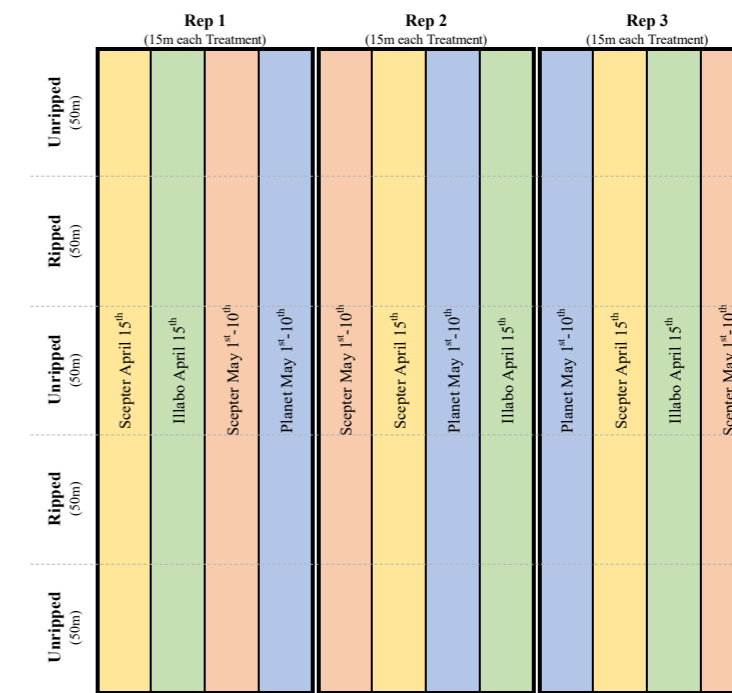 Rep 1
(15m each Treatment)
Rep 2
(15m each Treatment)
Rep 3
(15m each Treatment)
Unripped
(50m)
Ripped
(50m)
Unripped
(50m)
Ripped
(50m)
Unripped
(50m)
Scepter April 15th
Illabo April 15th
Scepter May 1st-10th
Planet May 1st-10th
Scepter May 1st-10th
Scepter April 15th
Planet May 1st-10th
Illabo April 15th
Planet May 1st-10th
Scepter April 15th
Illabo April 15th
Scepter May 1st-10th